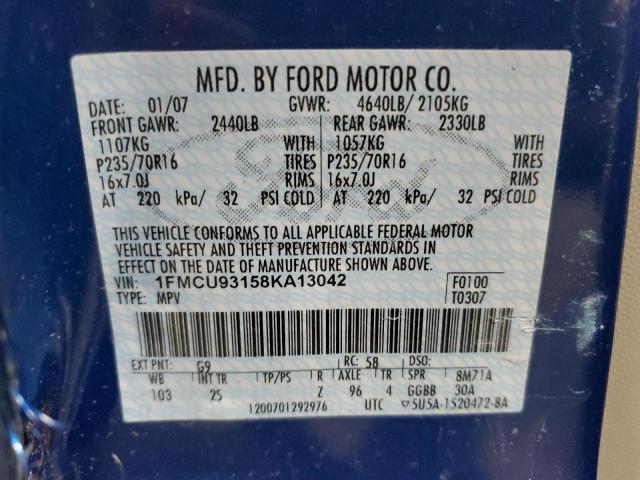 MFD. BY FORD MOTOR CO.
DATE: 01/07 GVWR: 4640LB/ 2105KG
FRONT GAWR: 2440LB REAR GAWR: 2330LB
1107KG WITH 1057KG WITH
P235/70R16 TIRES P235/70R16 TIRES
16x7.0J RIMS 16x7.0J RIMS
AT 220 kPa/ 32 PSI COLD AT 220 kPa/ 32 PSI COLD
THIS VEHICLE CONFORMS TO ALL APPLICABLE FEDERAL MOTOR
VEHICLE SAFETY AND THEFT PREVENTION STANDARDS IN
EFFECT ON THE DATE OF MANUFACTURE SHOWN ABOVE.
VIN: 1FMCU93158KA13042 F0100
TYPE: MPV T0307
EXT PNT: G9 RC: 58 DSO:
WB INT TR TP/PS R AXLE TR SPR 8M71A
103 2S Z 96 4 GGBB 30A
1200701292976 UTC ▽5U5A-1520472-BA
Ford